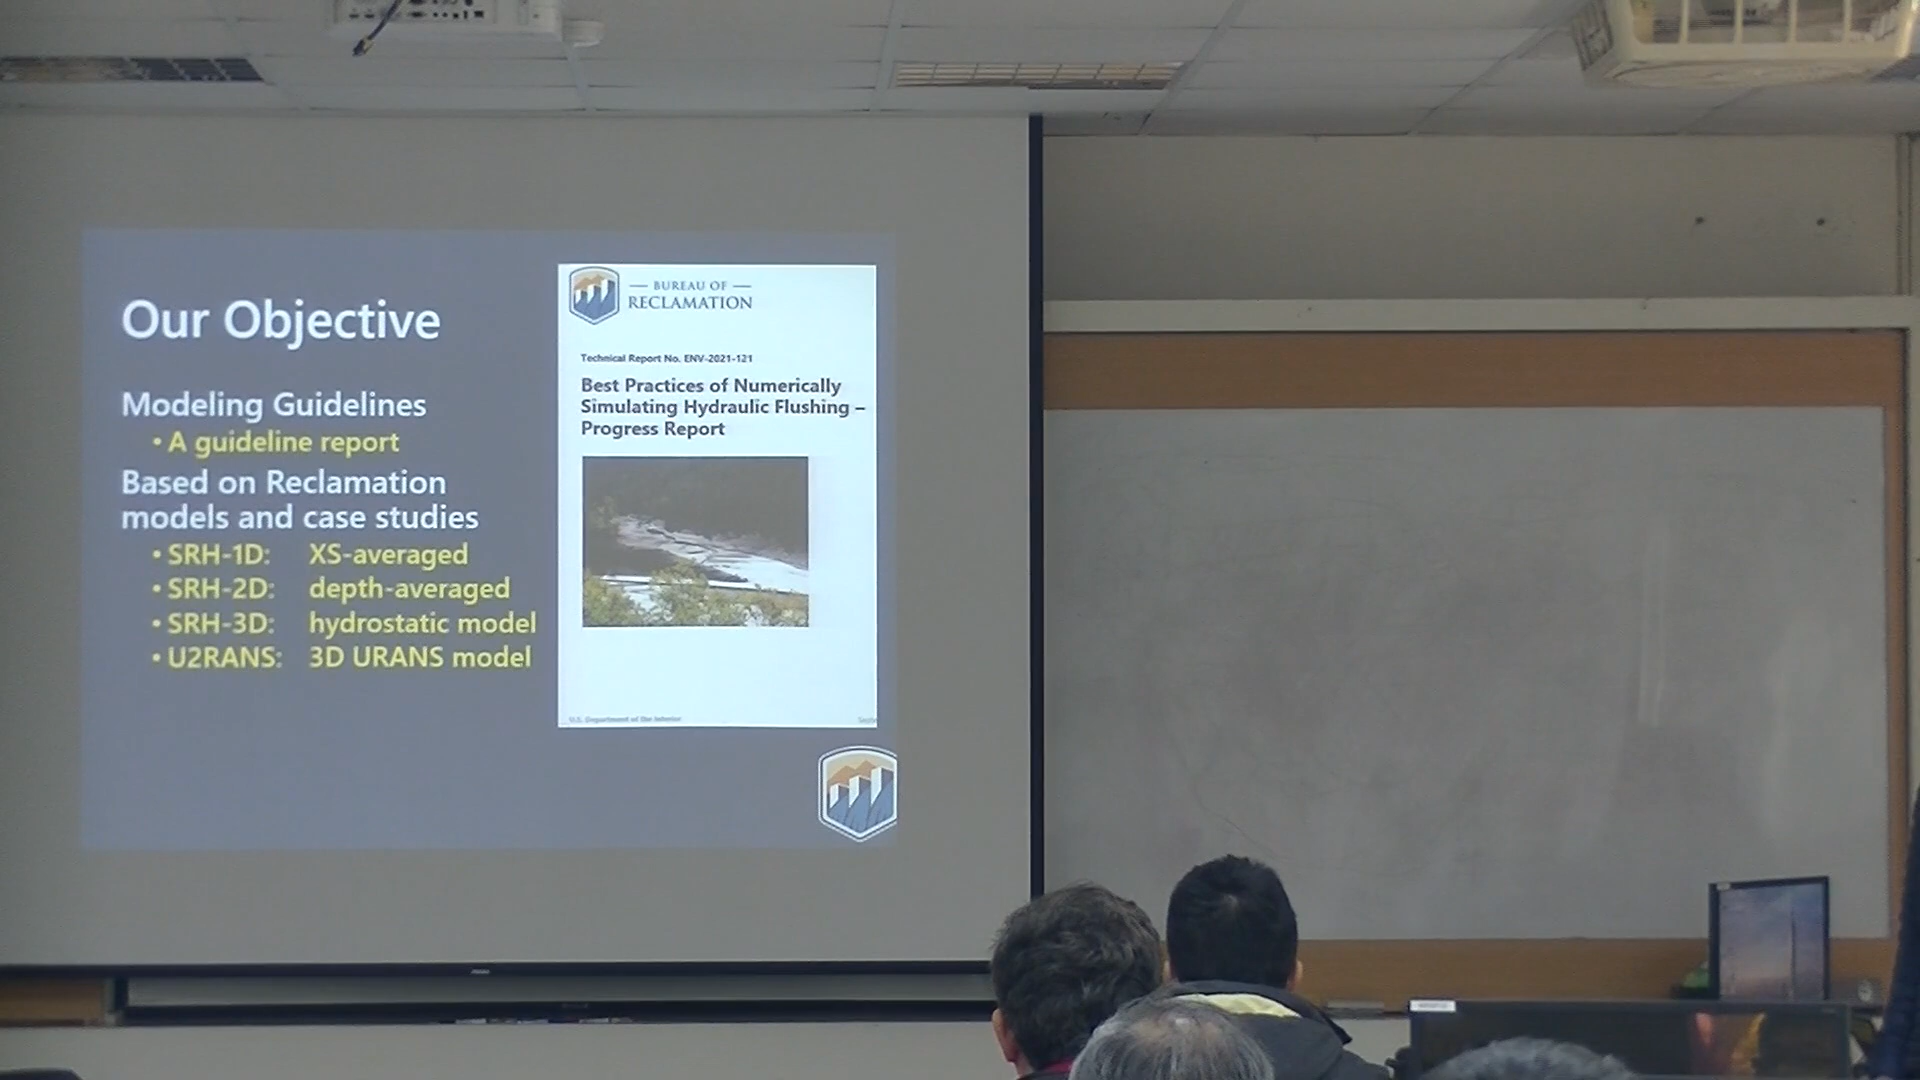 Our Objective
Modeling Guidelines
• A guideline report
Based on Reclamation
models and case studies
• SRH-1D: XS-averaged
• SRH-2D: depth-averaged
• SRH-3D: hydrostatic model
• U2RANS: 3D URANS model
BUREAU OF
RECLAMATION
Technical Report No. ENV-2021-121
Best Practices of Numerically
Simulating Hydraulic Flushing –
Progress Report
U.S. Department of the Interior